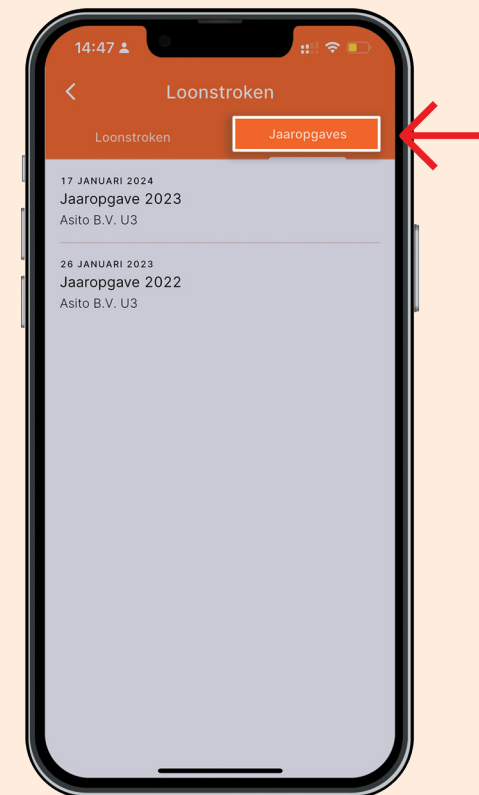 14:47
Loonstroken
Loonstroken Jaaropgaves
17 JANUARI 2024
Jaaropgave 2023
Asito B.V. U3
26 JANUARI 2023
Jaaropgave 2022
Asito B.V. U3